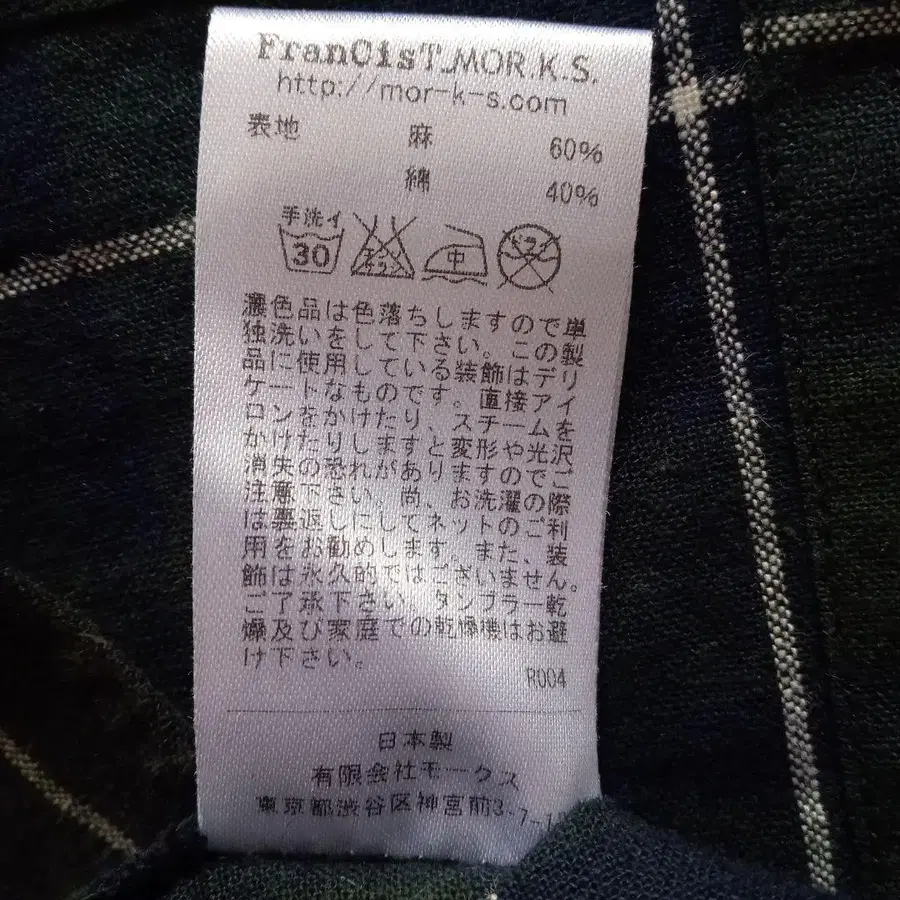 FranCisT_MOR.K.S.
http://mor-k-s.com
表地 麻 60%
綿 40%
手洗イ
30 エンソサラシ 中 ドライ
濃色品は色落ちしますので単
独洗いをして下さい。この製
品に使用している装飾はデリ
ケートなものです。直接アイ
ロンをかけたり、スチームを
かけたりしますと変形や光沢
消失の恐れがありますのでご
注意下さい。尚、お洗濯の際
は裏返しにしてネットのご利
用をお勧めします。また、装
飾は永久的ではございません。
ご了承下さい。タンブラー乾
燥及び家庭での乾燥機はお避
け下さい。
R004
日本製
有限会社モークス
東京都渋谷区神宮前3-7-1